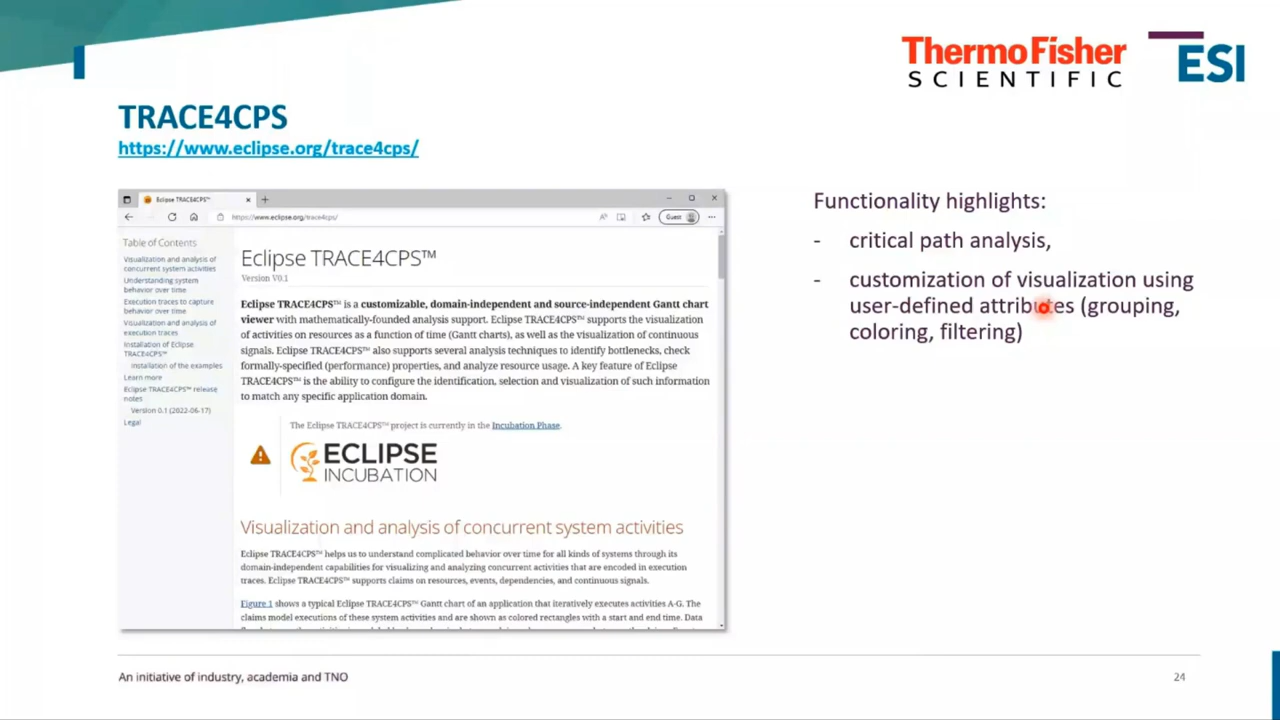 ThermoFisher
SCIENTIFIC
ESI
TRACE4CPS
https://www.eclipse.org/trace4cps/
Eclipse TRACE4CPS™
https://www.eclipse.org/trace4cps/
Guest
Table of Contents
Visualization and analysis of
concurrent system activities
Understanding system
behavior over time
Execution traces to capture
behavior over time
Visualization and analysis of
execution traces
Installation of Eclipse
TRACE4CPS™
Installation of the examples
Learn more
Eclipse TRACE4CPS™ release
notes
Version 0.1 (2022-06-17)
Legal
Eclipse TRACE4CPS™
Version V0.1
Eclipse TRACE4CPS™ is a customizable, domain-independent and source-independent Gantt chart
viewer with mathematically-founded analysis support. Eclipse TRACE4CPS™ supports the visualization
of activities on resources as a function of time (Gantt charts), as well as the visualization of continuous
signals. Eclipse TRACE4CPS™ also supports several analysis techniques to identify bottlenecks, check
formally-specified (performance) properties, and analyze resource usage. A key feature of Eclipse
TRACE4CPS™ is the ability to configure the identification, selection and visualization of such information
to match any specific application domain.
The Eclipse TRACE4CPS™ project is currently in the Incubation Phase.
ECLIPSE
INCUBATION
Visualization and analysis of concurrent system activities
Eclipse TRACE4CPS™ helps us to understand complicated behavior over time for all kinds of systems through its
domain-independent capabilities for visualizing and analyzing concurrent activities that are encoded in execution
traces. Eclipse TRACE4CPS™ supports claims on resources, events, dependencies, and continuous signals.
Figure 1 shows a typical Eclipse TRACE4CPS™ Gantt chart of an application that iteratively executes activities A-G. The
claims model executions of these system activities and are shown as colored rectangles with a start and end time. Data
Functionality highlights:
- critical path analysis,
- customization of visualization using
user-defined attributes (grouping,
coloring, filtering)
An initiative of industry, academia and TNO
24